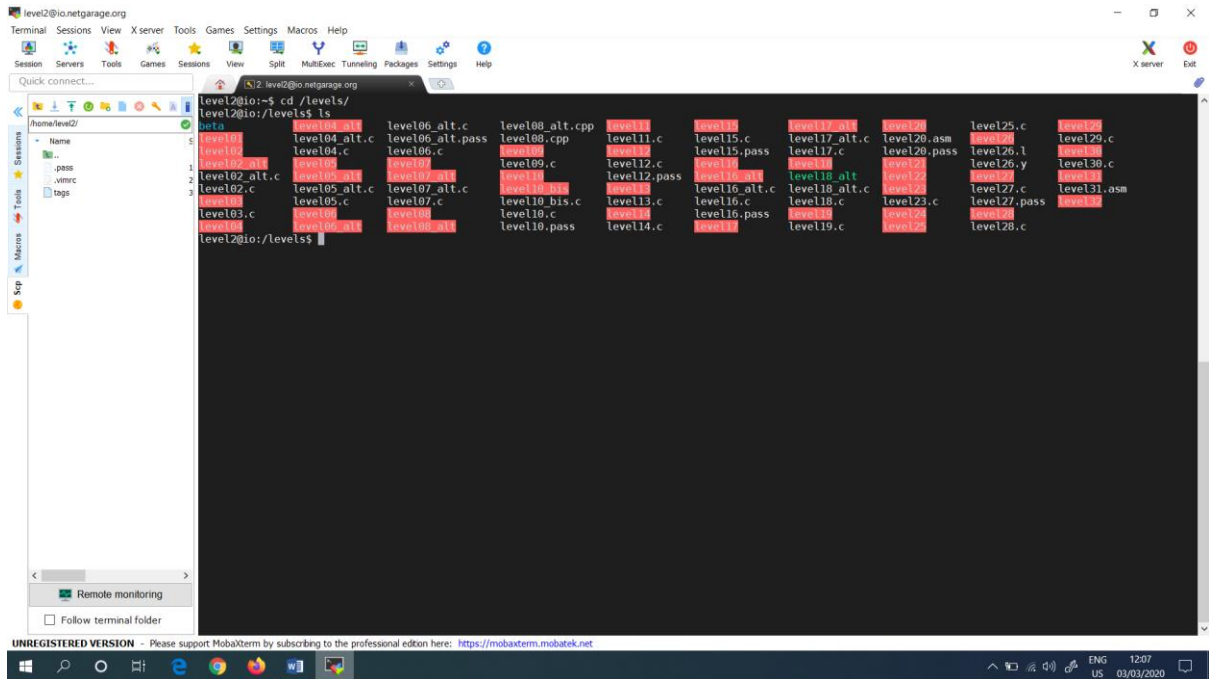 level2@io.netgarage.org
Terminal Sessions View X server Tools Games Settings Macros Help
Session Servers Tools Games Sessions View Split MultiExec Tunneling Packages Settings Help X server Exit
Quick connect...
2. level2@io.netgarage.org
/home/level2/
Name S
..
.pass 1
.vimrc 2
tags 3
Sessions
Tools
Macros
Scp
level2@io:~$ cd /levels/
level2@io:/levels$ ls
beta level04_alt level06_alt.c level08_alt.cpp level11 level15 level17_alt level20 level25.c level29
level01 level04_alt.c level06_alt.pass level08.cpp level11.c level15.c level17_alt.c level20.asm level26 level29.c
level02 level04.c level06.c level09 level12 level15.pass level17.c level20.pass level26.l level30
level02_alt level05 level07 level09.c level12.c level16 level18 level21 level26.y level30.c
level02_alt.c level05_alt level07_alt level10 level12.pass level16_alt level18_alt level22 level27 level31
level02.c level05_alt.c level07_alt.c level10_bis level13 level16_alt.c level18_alt.c level23 level27.c level31.asm
level03 level05.c level07.c level10_bis.c level13.c level16.c level18.c level23.c level27.pass level32
level03.c level06 level08 level10.c level14 level16.pass level19 level24 level28
level04 level06_alt level08_alt level10.pass level14.c level17 level19.c level25 level28.c
level2@io:/levels$
Remote monitoring
Follow terminal folder
UNREGISTERED VERSION - Please support MobaXterm by subscribing to the professional edition here: https://mobaxterm.mobatek.net
ENG 12:07
US 03/03/2020